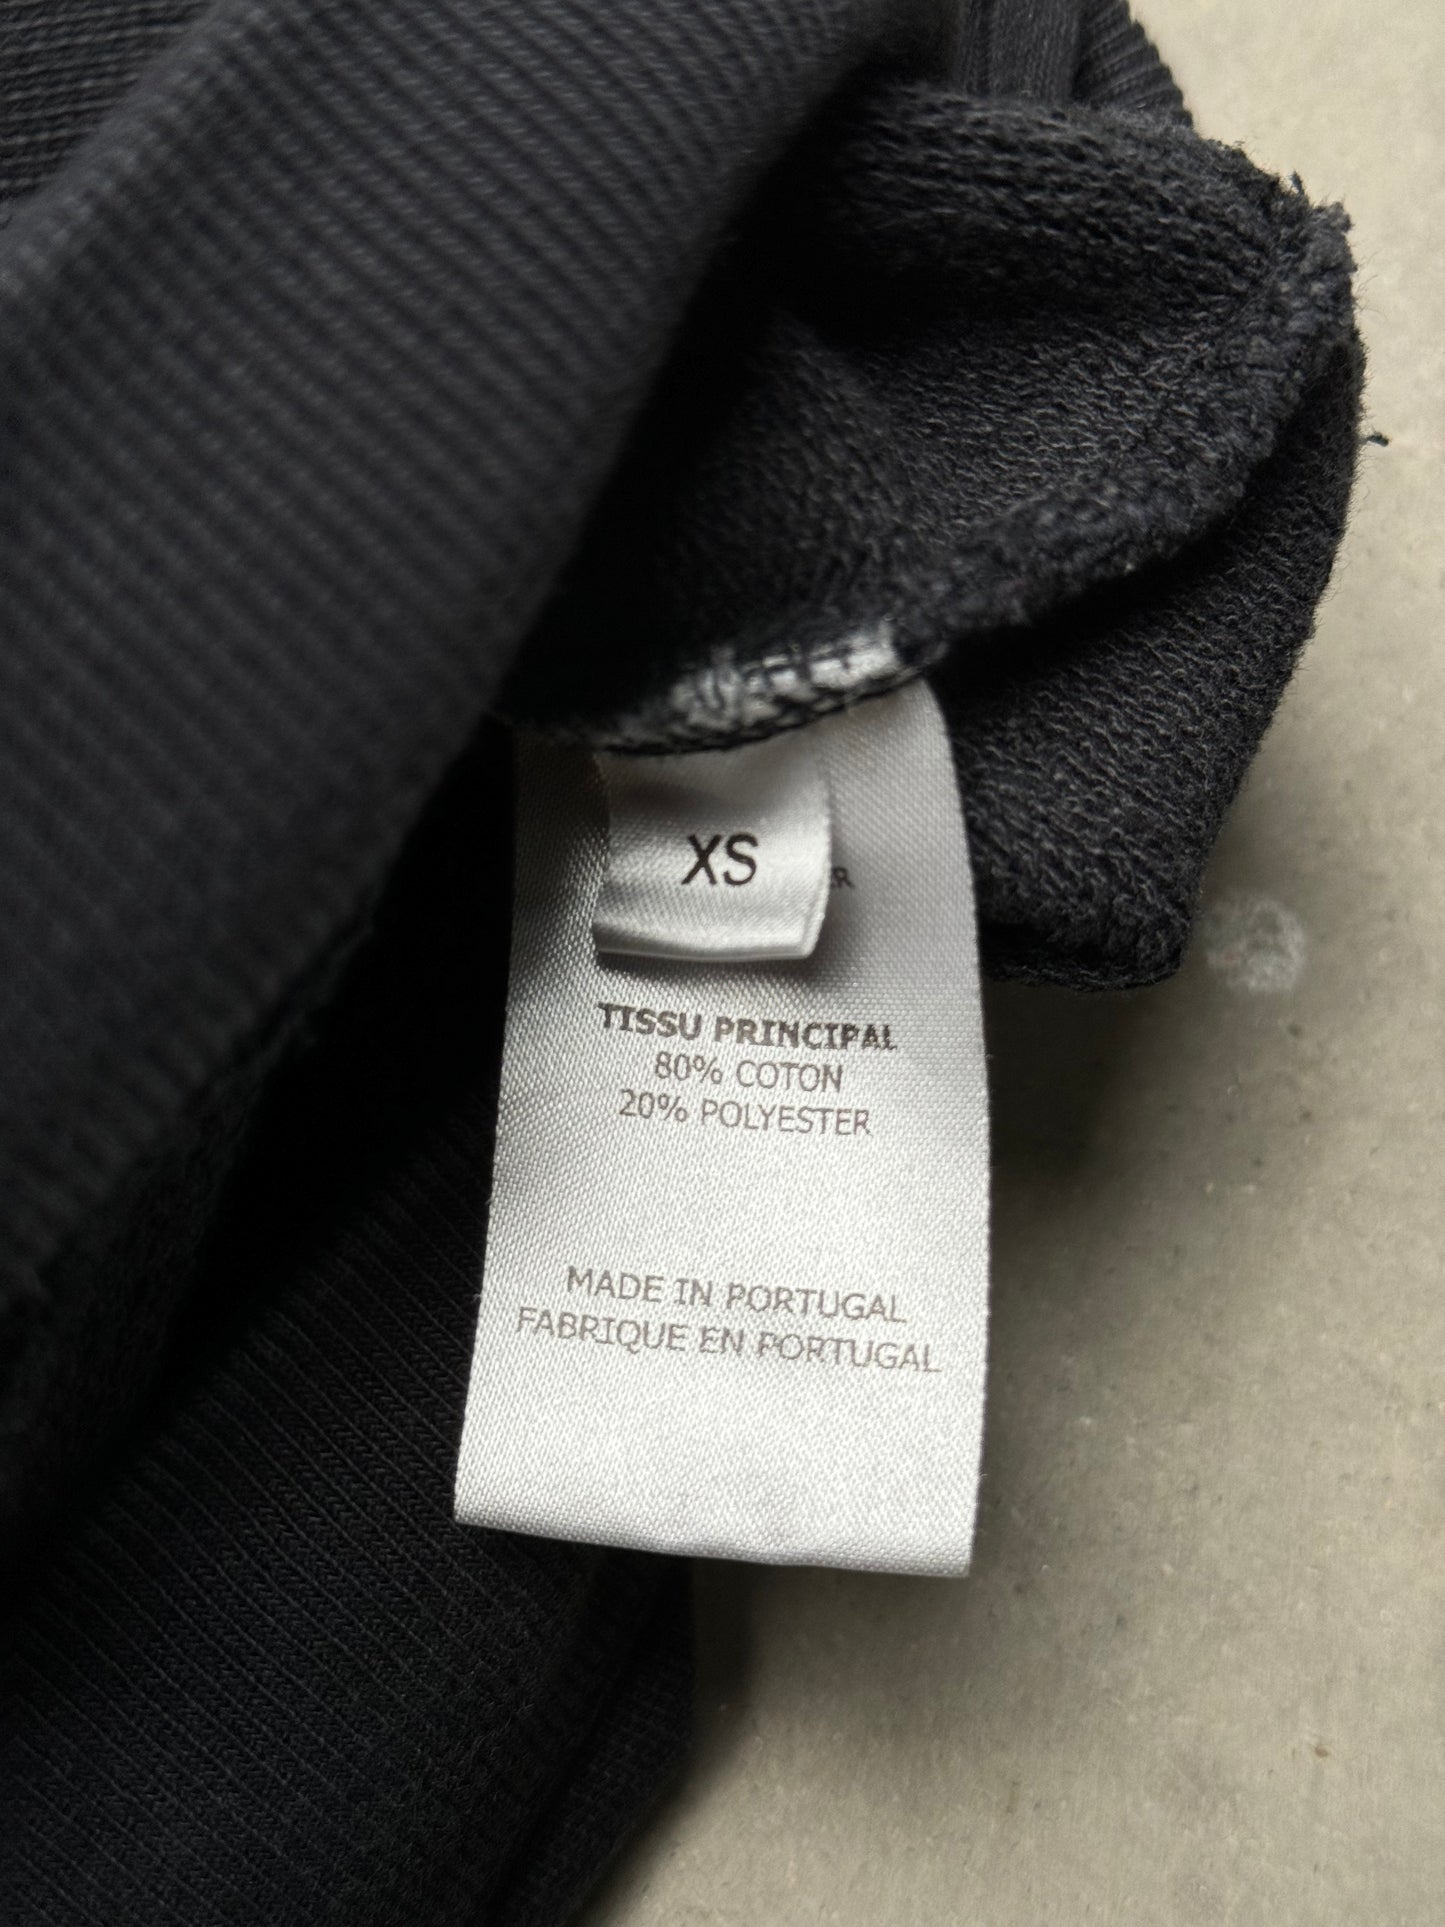 XS
TISSU PRINCIPAL
80% COTON
20% POLYESTER
MADE IN PORTUGAL
FABRIQUE EN PORTUGAL